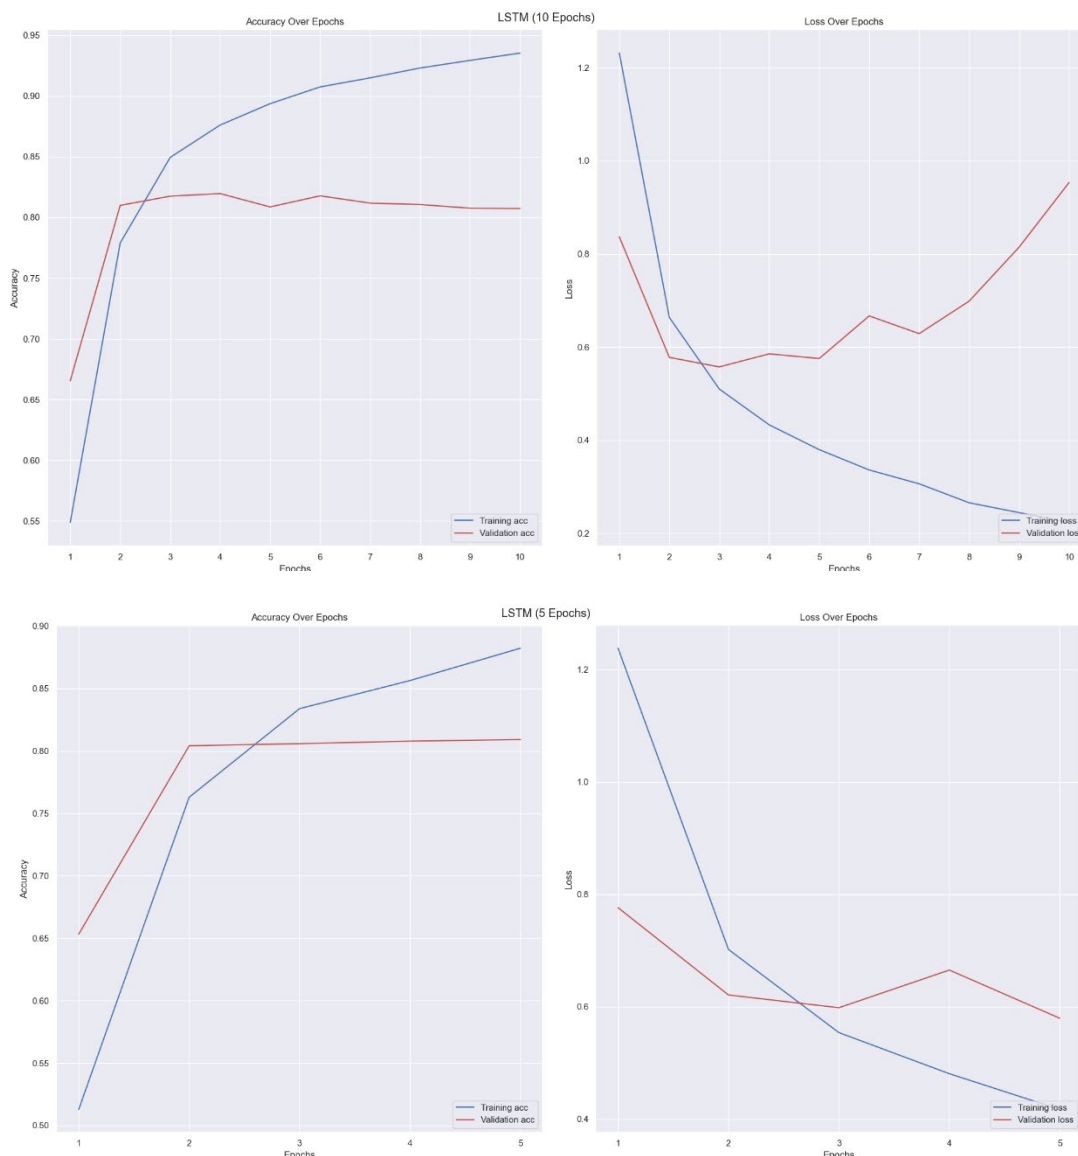 LSTM (10 Epochs)
Accuracy Over Epochs
Loss Over Epochs
0.95
0.90
0.85
0.80
0.75
0.70
0.65
0.60
0.55
Accuracy
1 2 3 4 5 6 7 8 9 10
Epochs
Training acc
Validation acc
1.2
1.0
0.8
0.6
0.4
0.2
Loss
1 2 3 4 5 6 7 8 9 10
Epochs
Training loss
Validation loss
LSTM (5 Epochs)
Accuracy Over Epochs
Loss Over Epochs
0.90
0.85
0.80
0.75
0.70
0.65
0.60
0.55
0.50
Accuracy
1 2 3 4 5
Epochs
Training acc
Validation acc
1.2
1.0
0.8
0.6
0.4
Loss
1 2 3 4 5
Epochs
Training loss
Validation loss